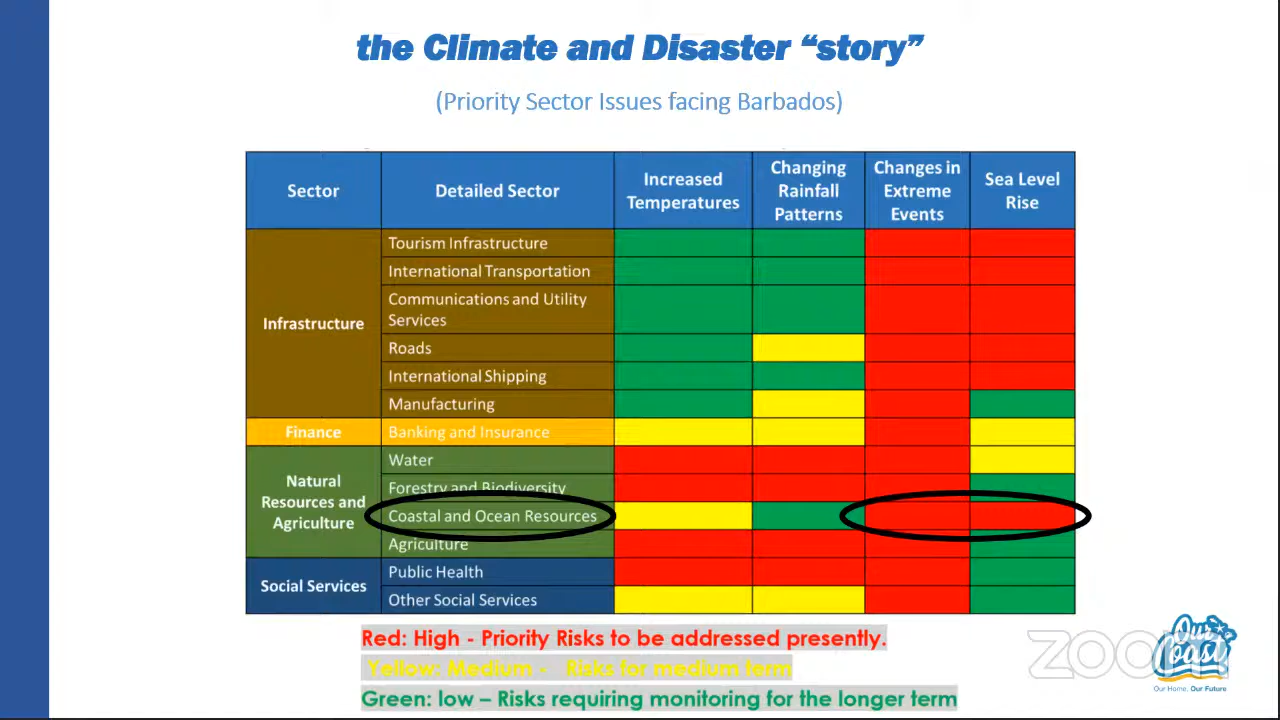 the Climate and Disaster “story”
(Priority Sector Issues facing Barbados)
Sector
Detailed Sector
Increased
Temperatures
Changing
Rainfall
Patterns
Changes in
Extreme
Events
Sea Level
Rise
Infrastructure
Tourism Infrastructure
International Transportation
Communications and Utility
Services
Roads
International Shipping
Manufacturing
Finance
Banking and Insurance
Natural
Resources and
Agriculture
Water
Forestry and Biodiversity
Coastal and Ocean Resources
Agriculture
Social Services
Public Health
Other Social Services
Red: High - Priority Risks to be addressed presently.
Yellow: Medium - Risks for medium term
Green: low – Risks requiring monitoring for the longer term
zoom
Our
Coast
Our Home, Our Future